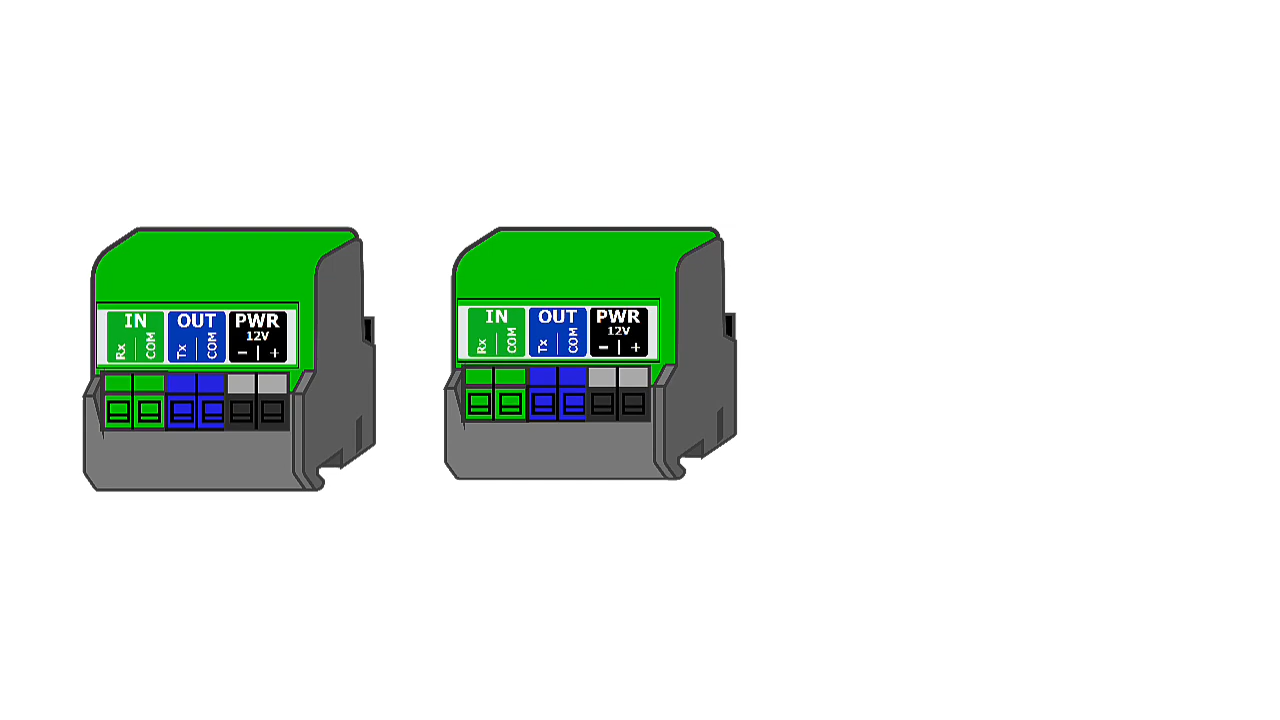 IN OUT PWR
12V
Rx | COM Tx | COM − | +
IN OUT PWR
12V
Rx | COM Tx | COM − | +